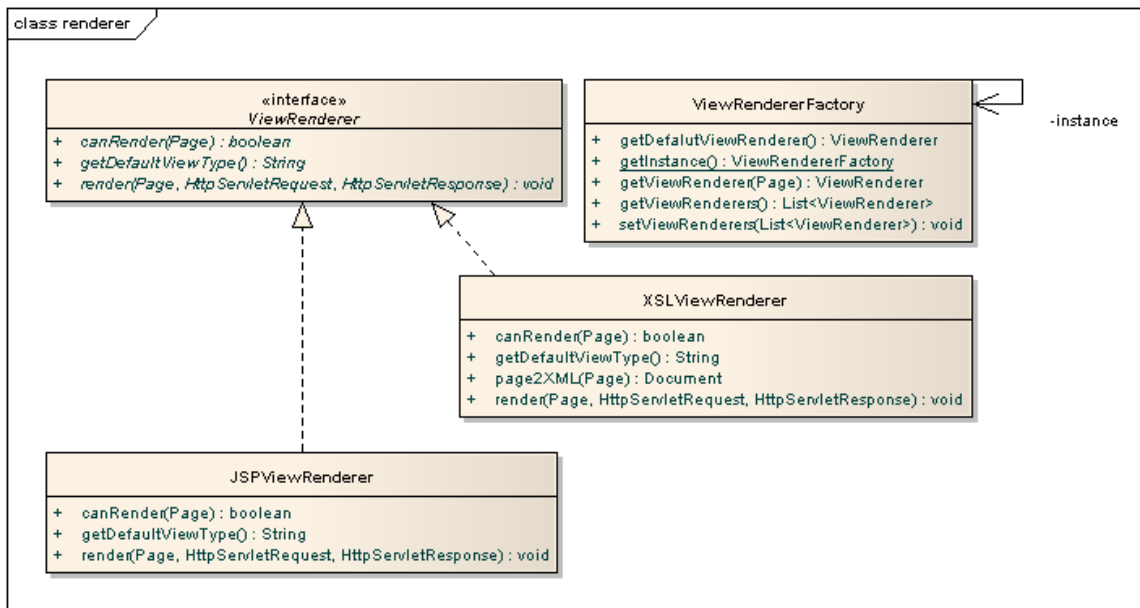 class renderer
«interface»
ViewRenderer
+ canRender(Page) : boolean
+ getDefaultViewType() : String
+ render(Page, HttpServletRequest, HttpServletResponse) : void
ViewRendererFactory
+ getDefalutViewRenderer() : ViewRenderer
+ getInstance() : ViewRendererFactory
+ getViewRenderer(Page) : ViewRenderer
+ getViewRenderers() : List<ViewRenderer>
+ setViewRenderers(List<ViewRenderer>) : void
-instance
XSLViewRenderer
+ canRender(Page) : boolean
+ getDefaultViewType() : String
+ page2XML(Page) : Document
+ render(Page, HttpServletRequest, HttpServletResponse) : void
JSPViewRenderer
+ canRender(Page) : boolean
+ getDefaultViewType() : String
+ render(Page, HttpServletRequest, HttpServletResponse) : void